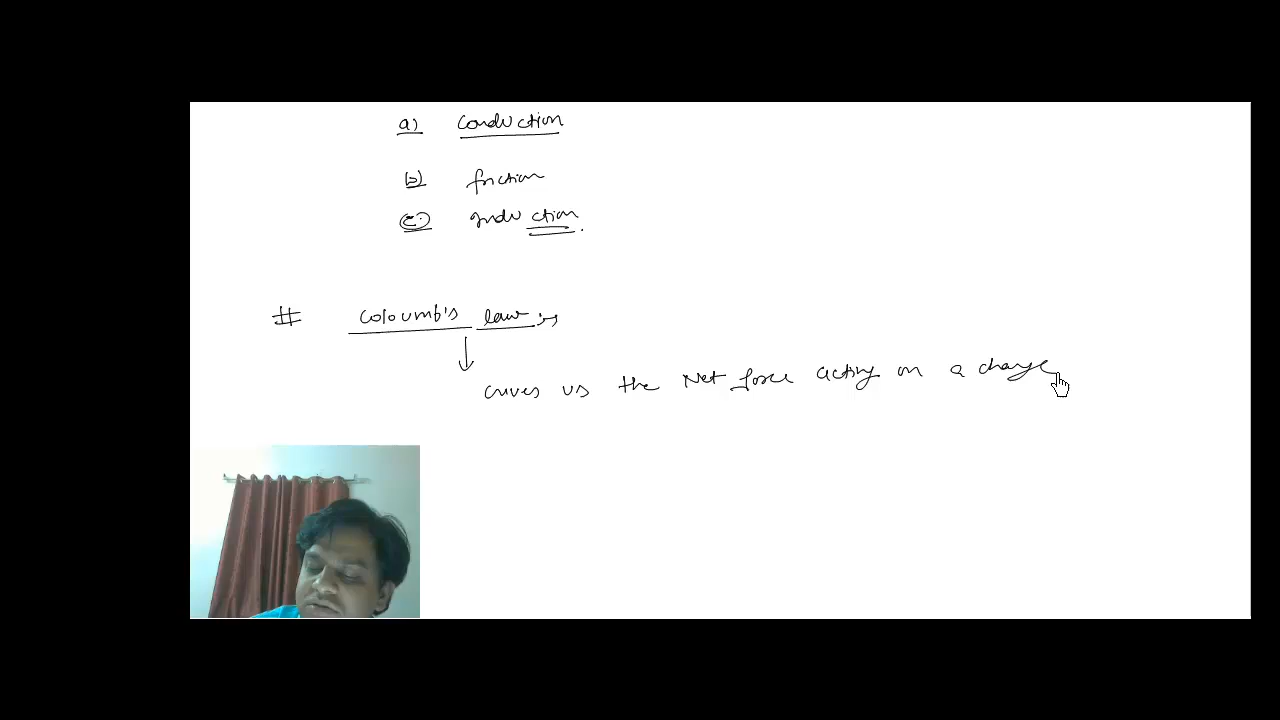 a) conduction
b) friction
c) Induction.
# Coloumb's law :→
Gives us the Net force acting on a charge